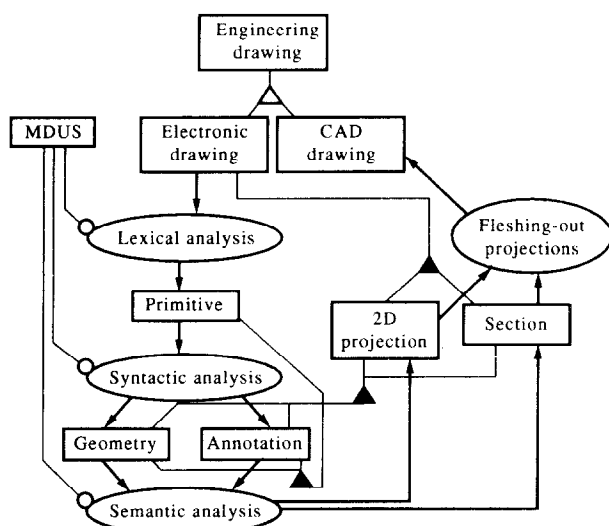 Engineering
drawing
MDUS
Electronic
drawing
CAD
drawing
Lexical analysis
Fleshing-out
projections
Primitive
2D
projection
Section
Syntactic analysis
Geometry
Annotation
Semantic analysis